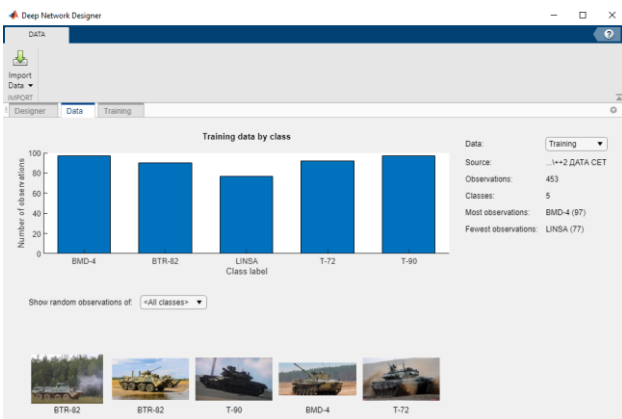 Deep Network Designer
DATA
Import
Data
IMPORT
Designer Data Training
Training data by class
Number of observations
100
80
60
40
20
0
BMD-4 BTR-82 LINSA T-72 T-90
Class label
Data: Training
Source: ...\++2 ДАТА СЕТ
Observations: 453
Classes: 5
Most observations: BMD-4 (97)
Fewest observations: LINSA (77)
Show random observations of: <All classes>
BTR-82 BTR-82 T-90 BMD-4 T-72